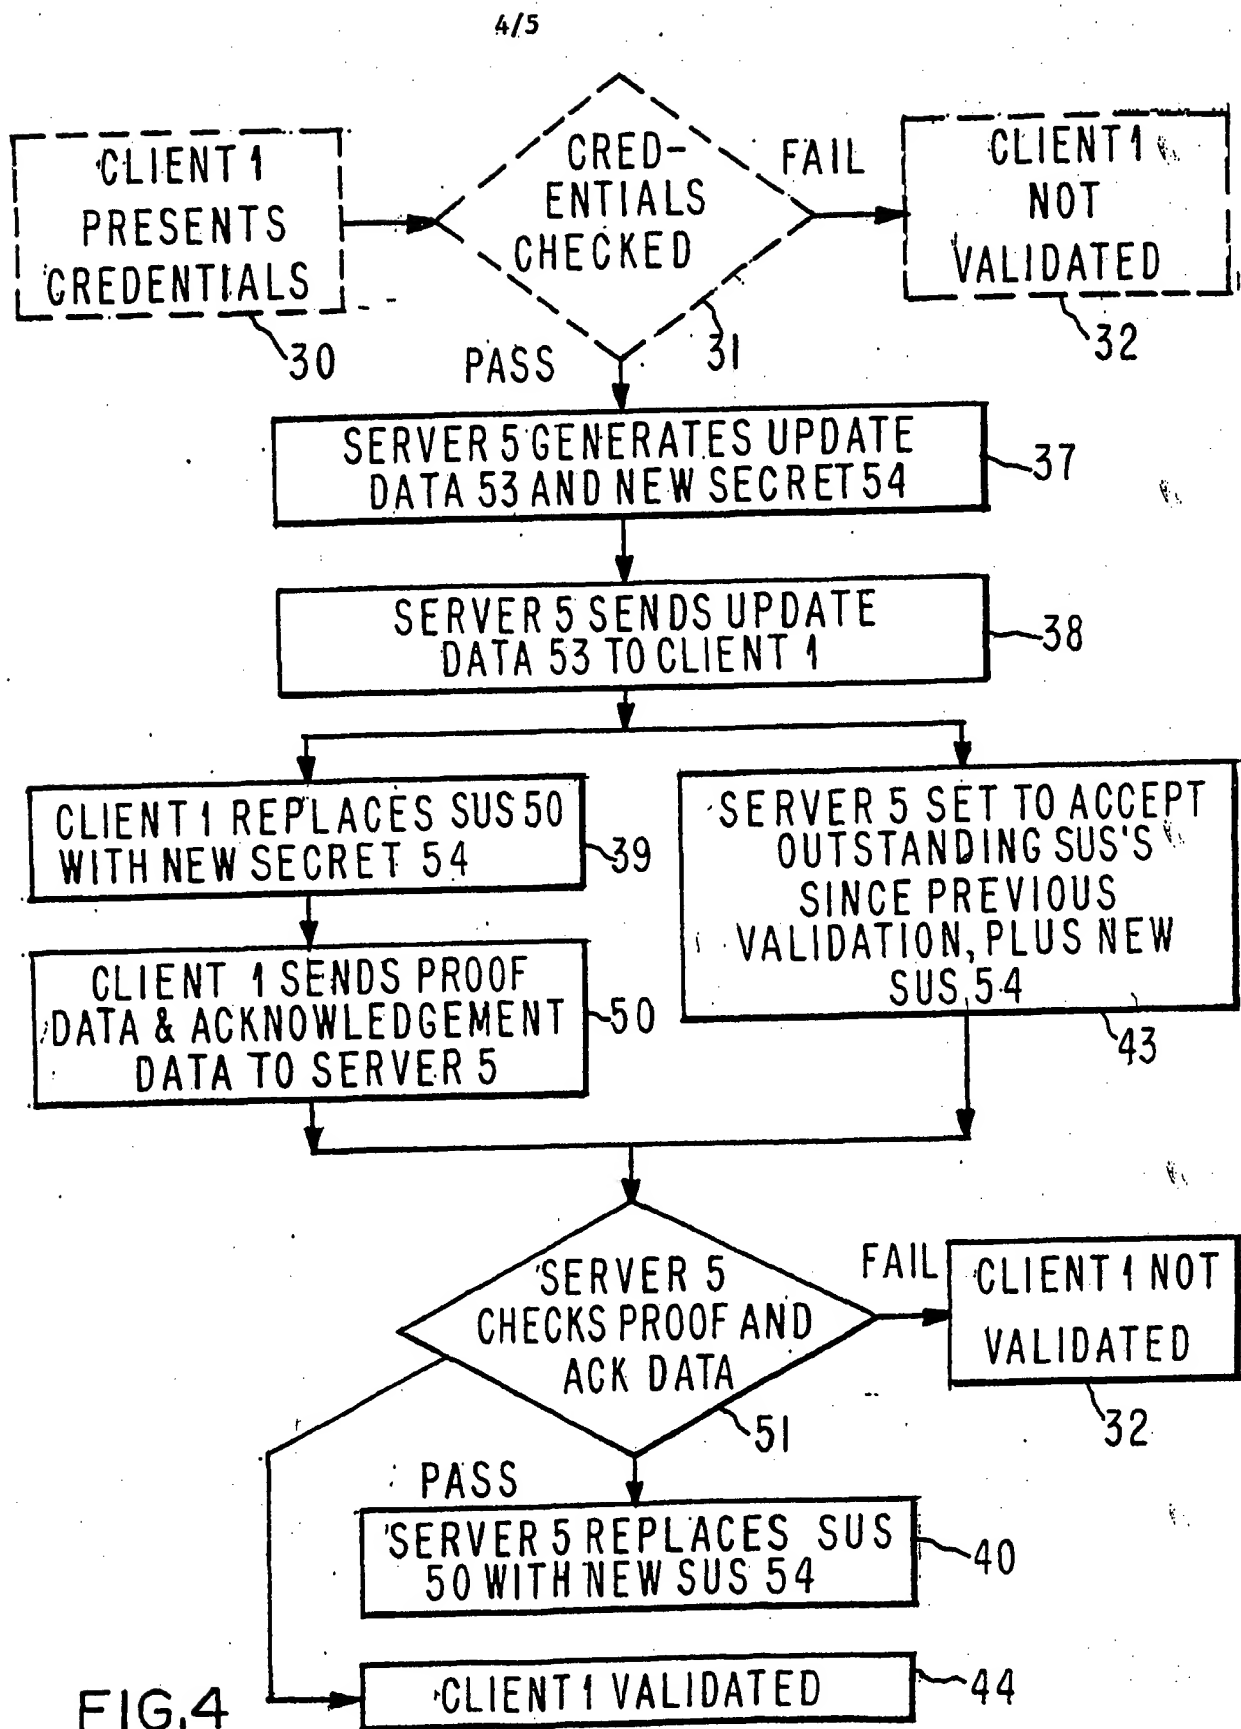 4/5
CLIENT 1
PRESENTS
CREDENTIALS
30
CRED-
ENTIALS
CHECKED
31
FAIL
CLIENT 1
NOT
VALIDATED
32
PASS
SERVER 5 GENERATES UPDATE
DATA 53 AND NEW SECRET 54
37
SERVER 5 SENDS UPDATE
DATA 53 TO CLIENT 1
38
CLIENT 1 REPLACES SUS 50
WITH NEW SECRET 54
39
SERVER 5 SET TO ACCEPT
OUTSTANDING SUS'S
SINCE PREVIOUS
VALIDATION, PLUS NEW
SUS 54
43
CLIENT 1 SENDS PROOF
DATA & ACKNOWLEDGEMENT
DATA TO SERVER 5
50
SERVER 5
CHECKS PROOF AND
ACK DATA
51
FAIL
CLIENT 1 NOT
VALIDATED
32
PASS
SERVER 5 REPLACES SUS
50 WITH NEW SUS 54
40
CLIENT 1 VALIDATED
44
FIG.4